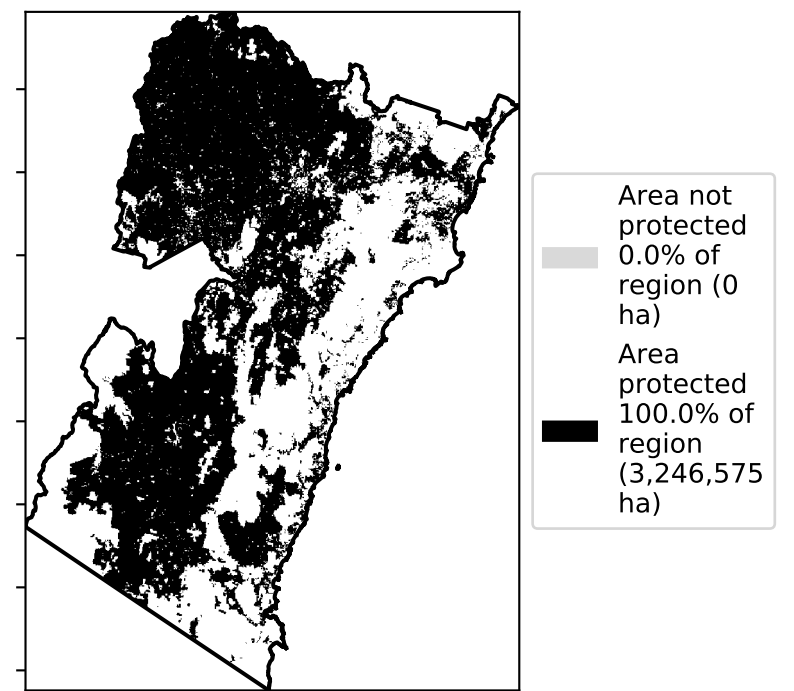 Area not
protected
0.0% of
region (0
ha)
Area
protected
100.0% of
region
(3,246,575
ha)